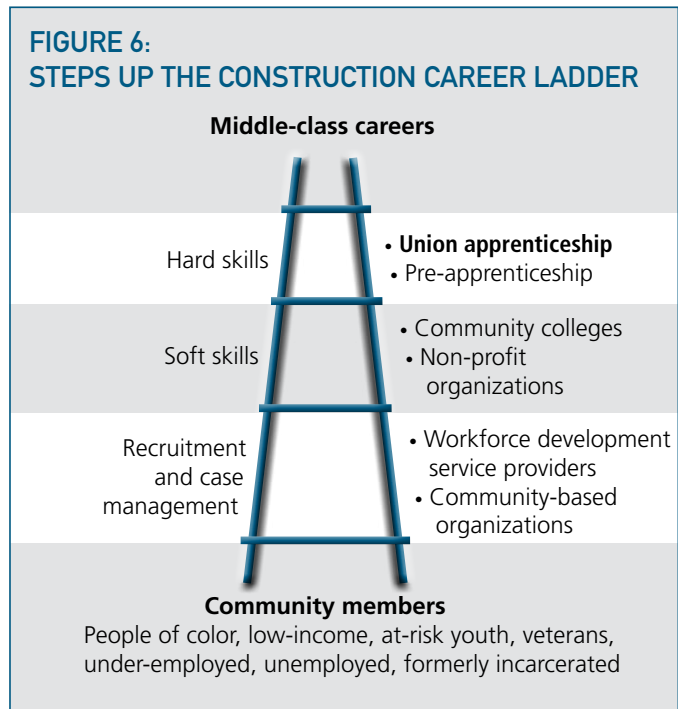 FIGURE 6:
STEPS UP THE CONSTRUCTION CAREER LADDER
Middle-class careers
Hard skills
• Union apprenticeship
• Pre-apprenticeship
Soft skills
• Community colleges
• Non-profit
organizations
Recruitment
and case
management
• Workforce development
service providers
• Community-based
organizations
Community members
People of color, low-income, at-risk youth, veterans,
under-employed, unemployed, formerly incarcerated